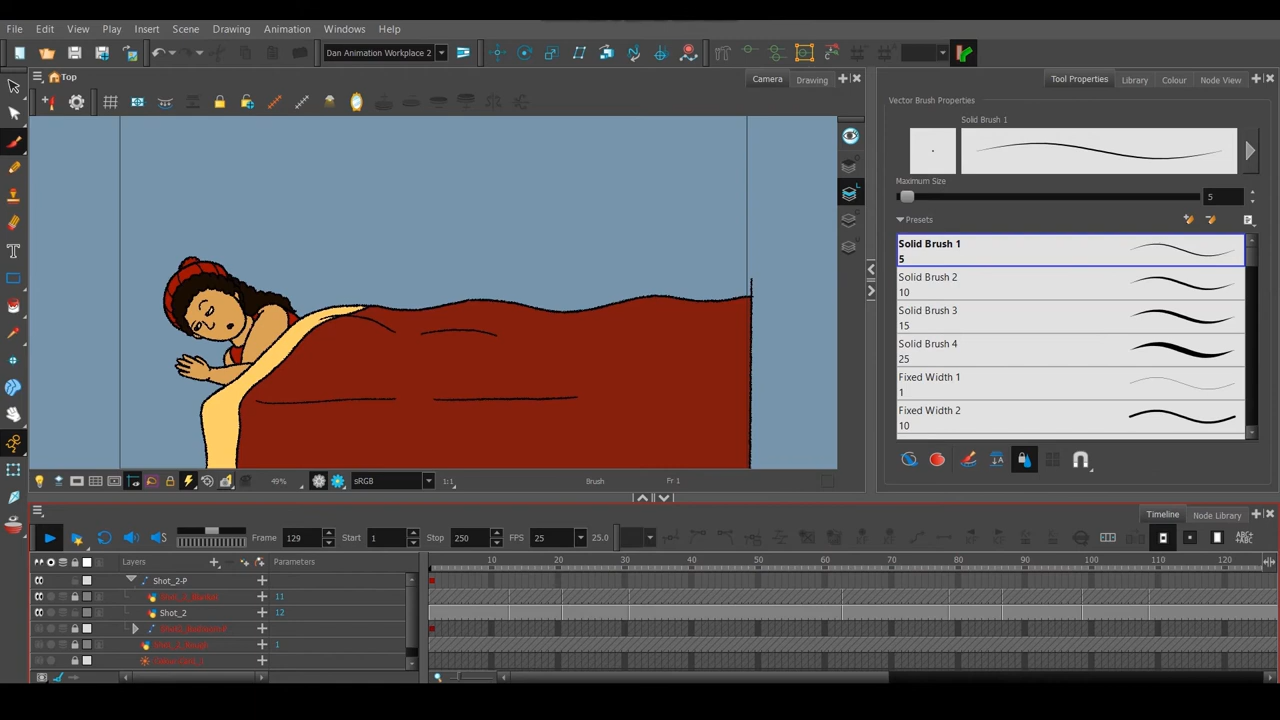 File Edit View Play Insert Scene Drawing Animation Windows Help
Dan Animation Workplace 2
Top
Camera Drawing
Tool Properties Library Colour Node View
Vector Brush Properties
Solid Brush 1
Maximum Size
5
Presets
Solid Brush 1
5
Solid Brush 2
10
Solid Brush 3
15
Solid Brush 4
25
Fixed Width 1
1
Fixed Width 2
10
49% sRGB 1:1 Brush Fr 1
Timeline Node Library
Frame 129 Start 1 Stop 250 FPS 25 25.0
Layers Parameters
10 20 30 40 50 60 70 80 90 100 110 120
Shot_2-P
11
Shot_2 12
1